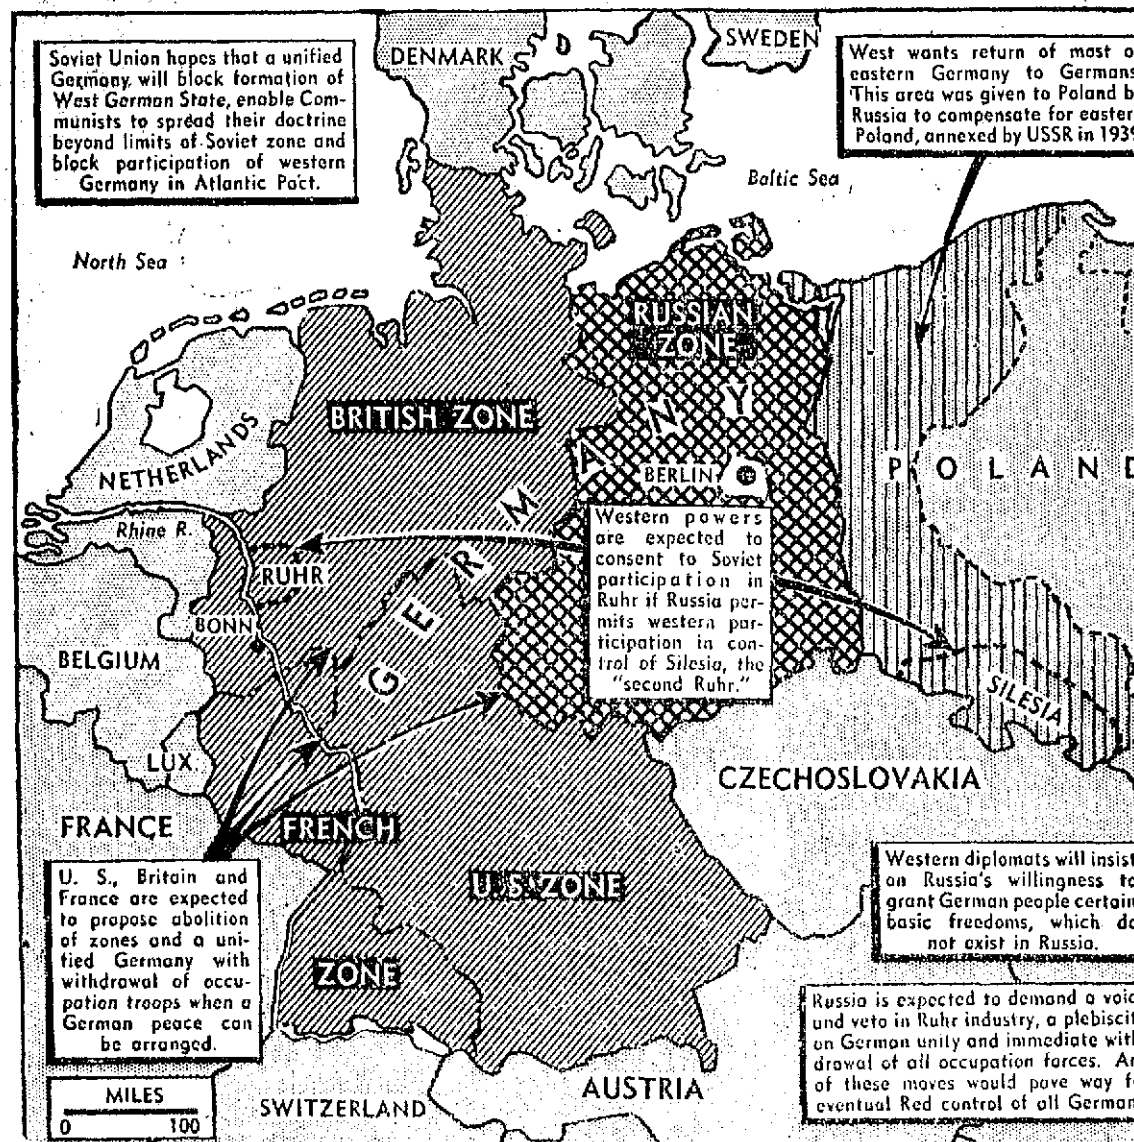 Soviet Union hopes that a unified
Germany, will block formation of
West German State, enable Com-
munists to spread their doctrine
beyond limits of Soviet zone and
block participation of western
Germany in Atlantic Pact.
DENMARK
SWEDEN
West wants return of most o
eastern Germany to Germans
This area was given to Poland b
Russia to compensate for easter
Poland, annexed by USSR in 1939
Baltic Sea
North Sea
RUSSIAN
ZONE
BRITISH ZONE
NETHERLANDS
GERMANY
BERLIN
POLAND
Rhine R.
Western powers
are expected to
consent to Soviet
participation in
Ruhr if Russia per-
mits western par-
ticipation in con-
trol of Silesia, the
"second Ruhr."
RUHR
BONN
BELGIUM
SILESIA
LUX.
CZECHOSLOVAKIA
FRANCE
FRENCH
ZONE
U. S. ZONE
U. S., Britain and
France are expected
to propose abolition
of zones and a uni-
fied Germany with
withdrawal of occu-
pation troops when a
German peace can
be arranged.
Western diplomats will insist
on Russia's willingness to
grant German people certain
basic freedoms, which do
not exist in Russia.
Russia is expected to demand a voic
and veto in Ruhr industry, a plebiscit
on German unity and immediate with
drawal of all occupation forces. An
of these moves would pave way f
eventual Red control of all German
MILES
0 100
SWITZERLAND
AUSTRIA